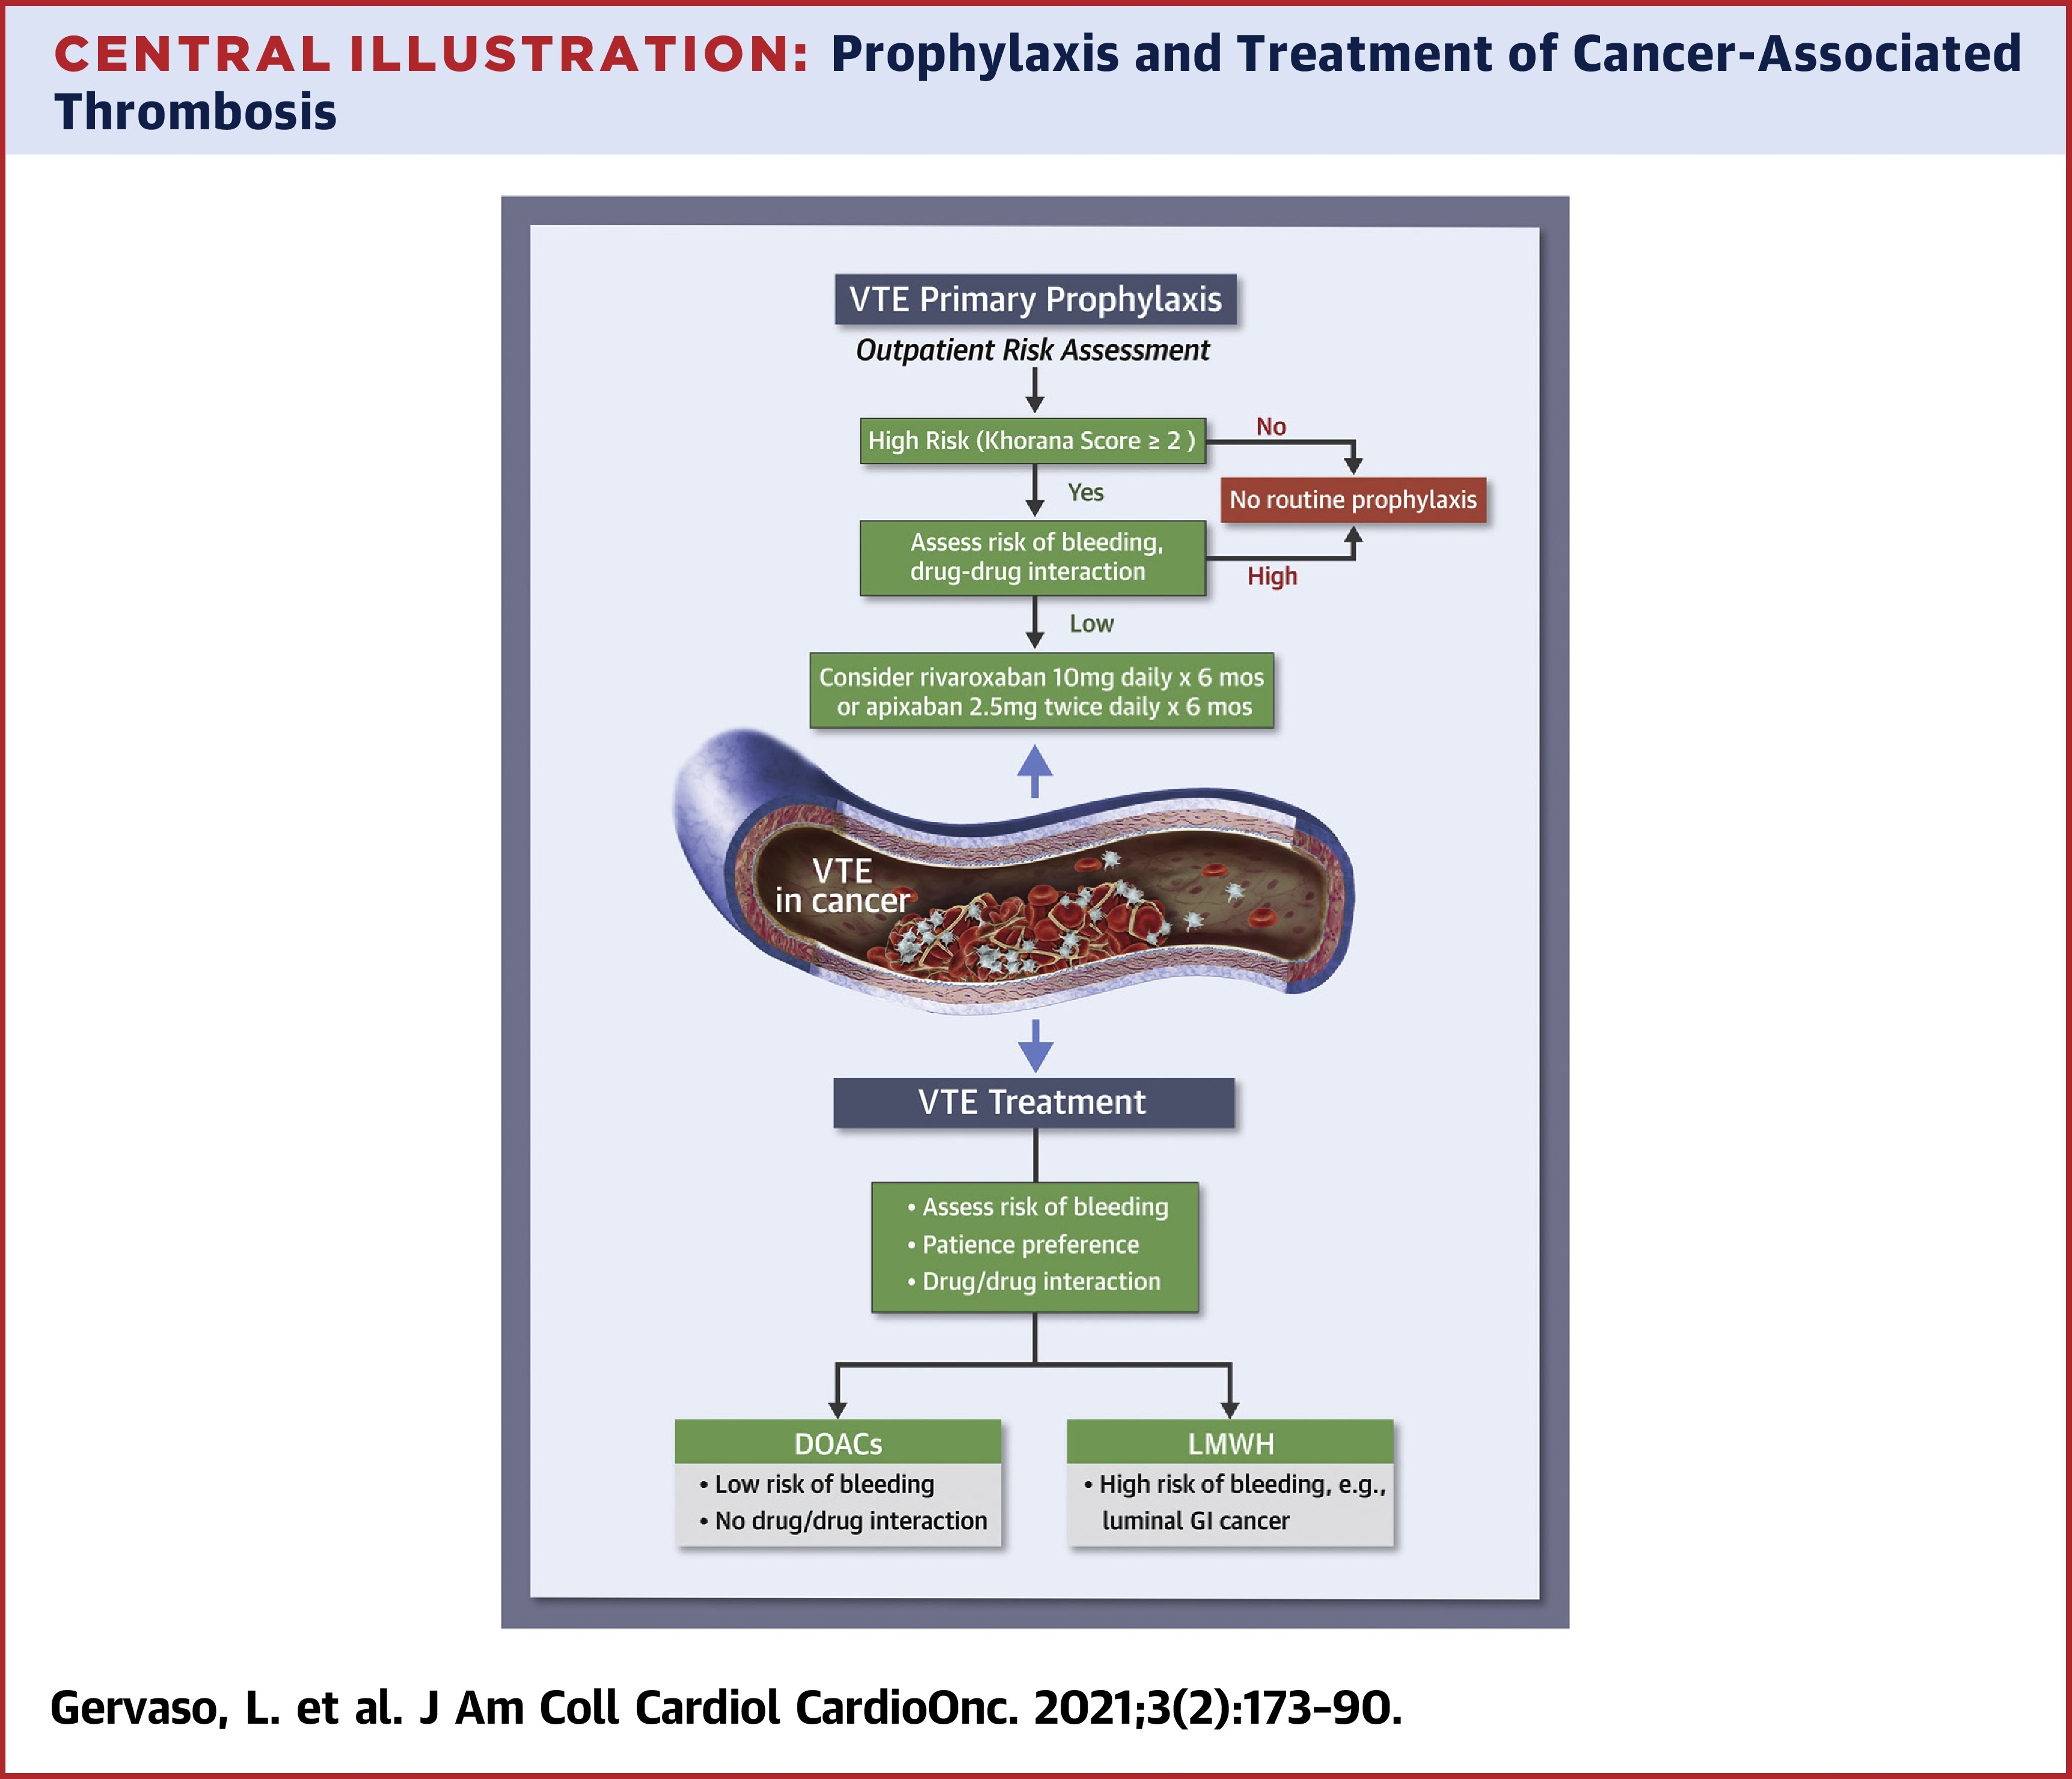 CENTRAL ILLUSTRATION: Prophylaxis and Treatment of Cancer-Associated
Thrombosis
VTE Primary Prophylaxis
Outpatient Risk Assessment
High Risk (Khorana Score ≥ 2 )
No
Yes
No routine prophylaxis
Assess risk of bleeding,
drug-drug interaction
High
Low
Consider rivaroxaban 10mg daily x 6 mos
or apixaban 2.5mg twice daily x 6 mos
VTE
in cancer
VTE Treatment
• Assess risk of bleeding
• Patience preference
• Drug/drug interaction
DOACs
• Low risk of bleeding
• No drug/drug interaction
LMWH
• High risk of bleeding, e.g.,
luminal GI cancer
Gervaso, L. et al. J Am Coll Cardiol CardioOnc. 2021;3(2):173–90.